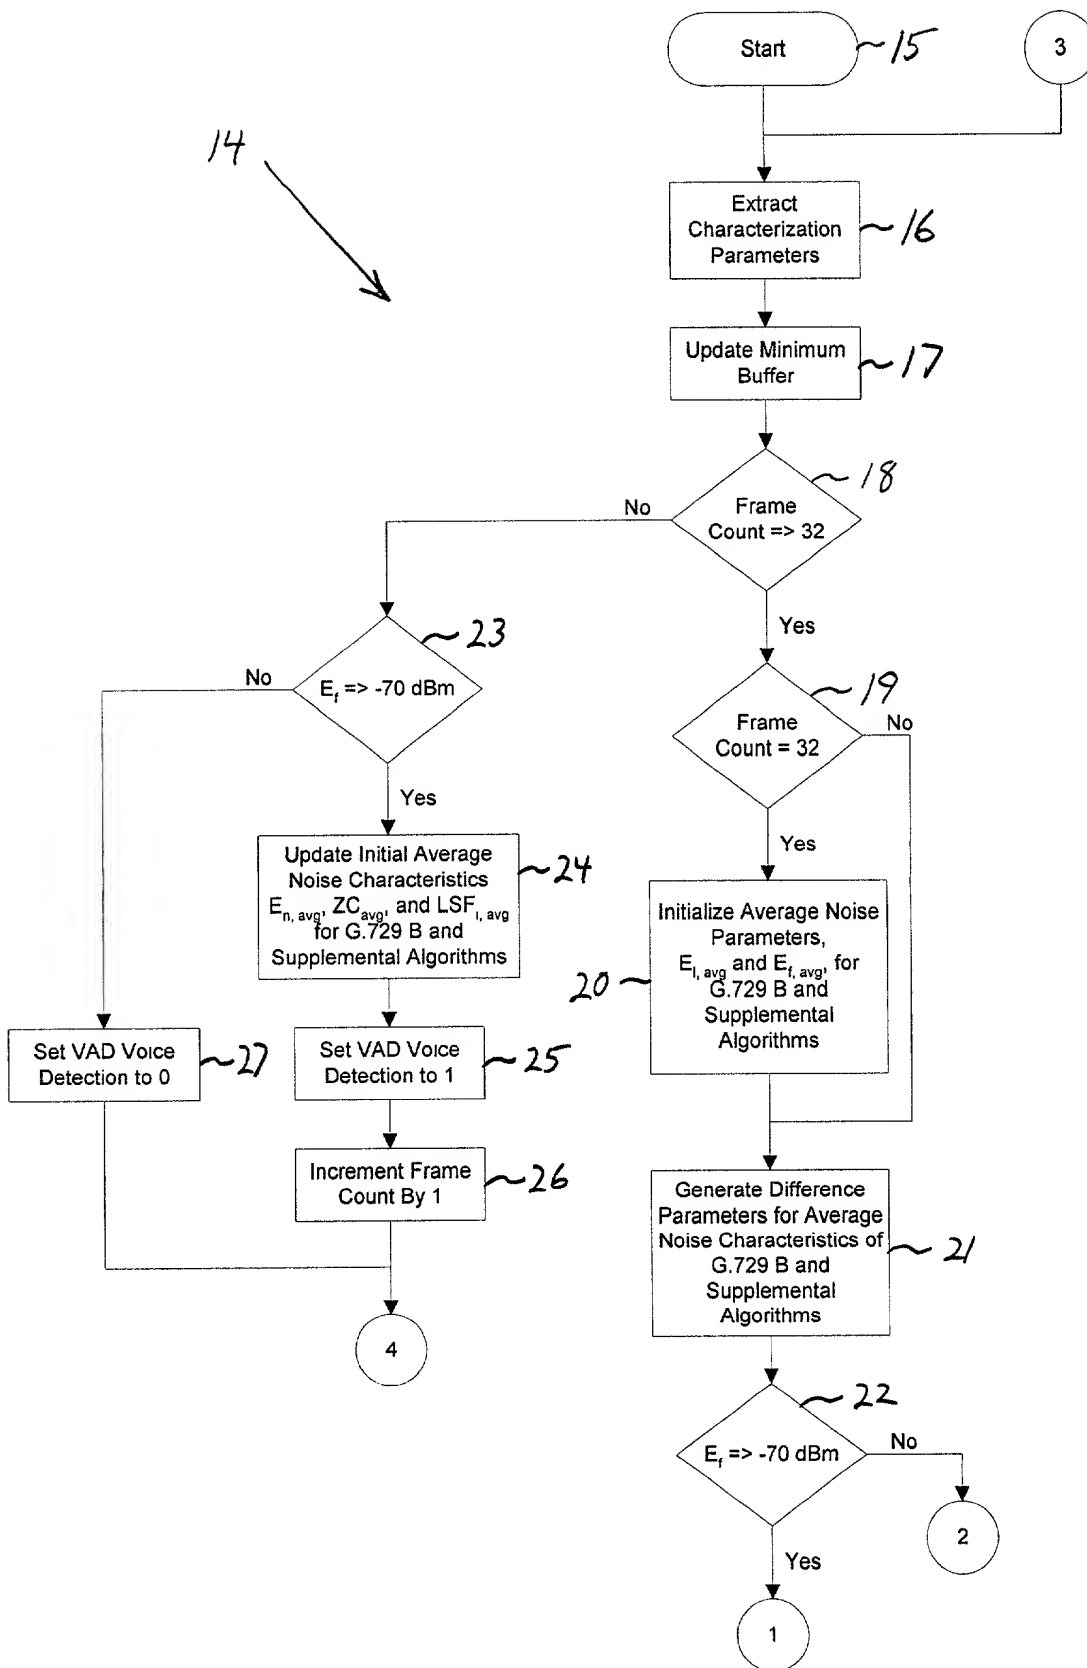 Start
15
3
14
Extract
Characterization
Parameters
16
Update Minimum
Buffer
17
18
No
Frame
Count => 32
Yes
23
No
E_f => -70 dBm
19
Frame
Count = 32
No
Yes
Yes
Update Initial Average
Noise Characteristics
E_n, avg, ZC_avg, and LSF_i, avg
for G.729 B and
Supplemental Algorithms
24
Initialize Average Noise
Parameters,
E_l, avg and E_f, avg, for
G.729 B and
Supplemental
Algorithms
20
Set VAD Voice
Detection to 0
27
Set VAD Voice
Detection to 1
25
Increment Frame
Count By 1
26
Generate Difference
Parameters for Average
Noise Characteristics of
G.729 B and
Supplemental
Algorithms
21
4
22
E_f => -70 dBm
No
2
Yes
1